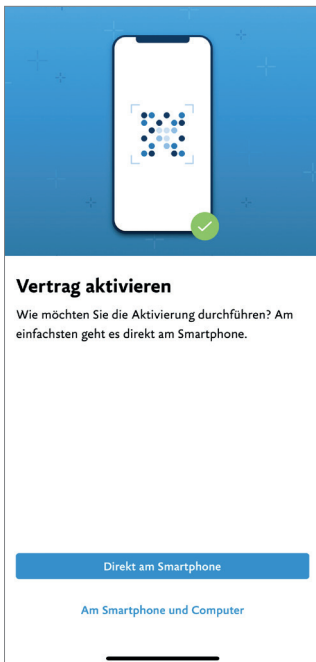 Vertrag aktivieren
Wie möchten Sie die Aktivierung durchführen? Am
einfachsten geht es direkt am Smartphone.
Direkt am Smartphone
Am Smartphone und Computer